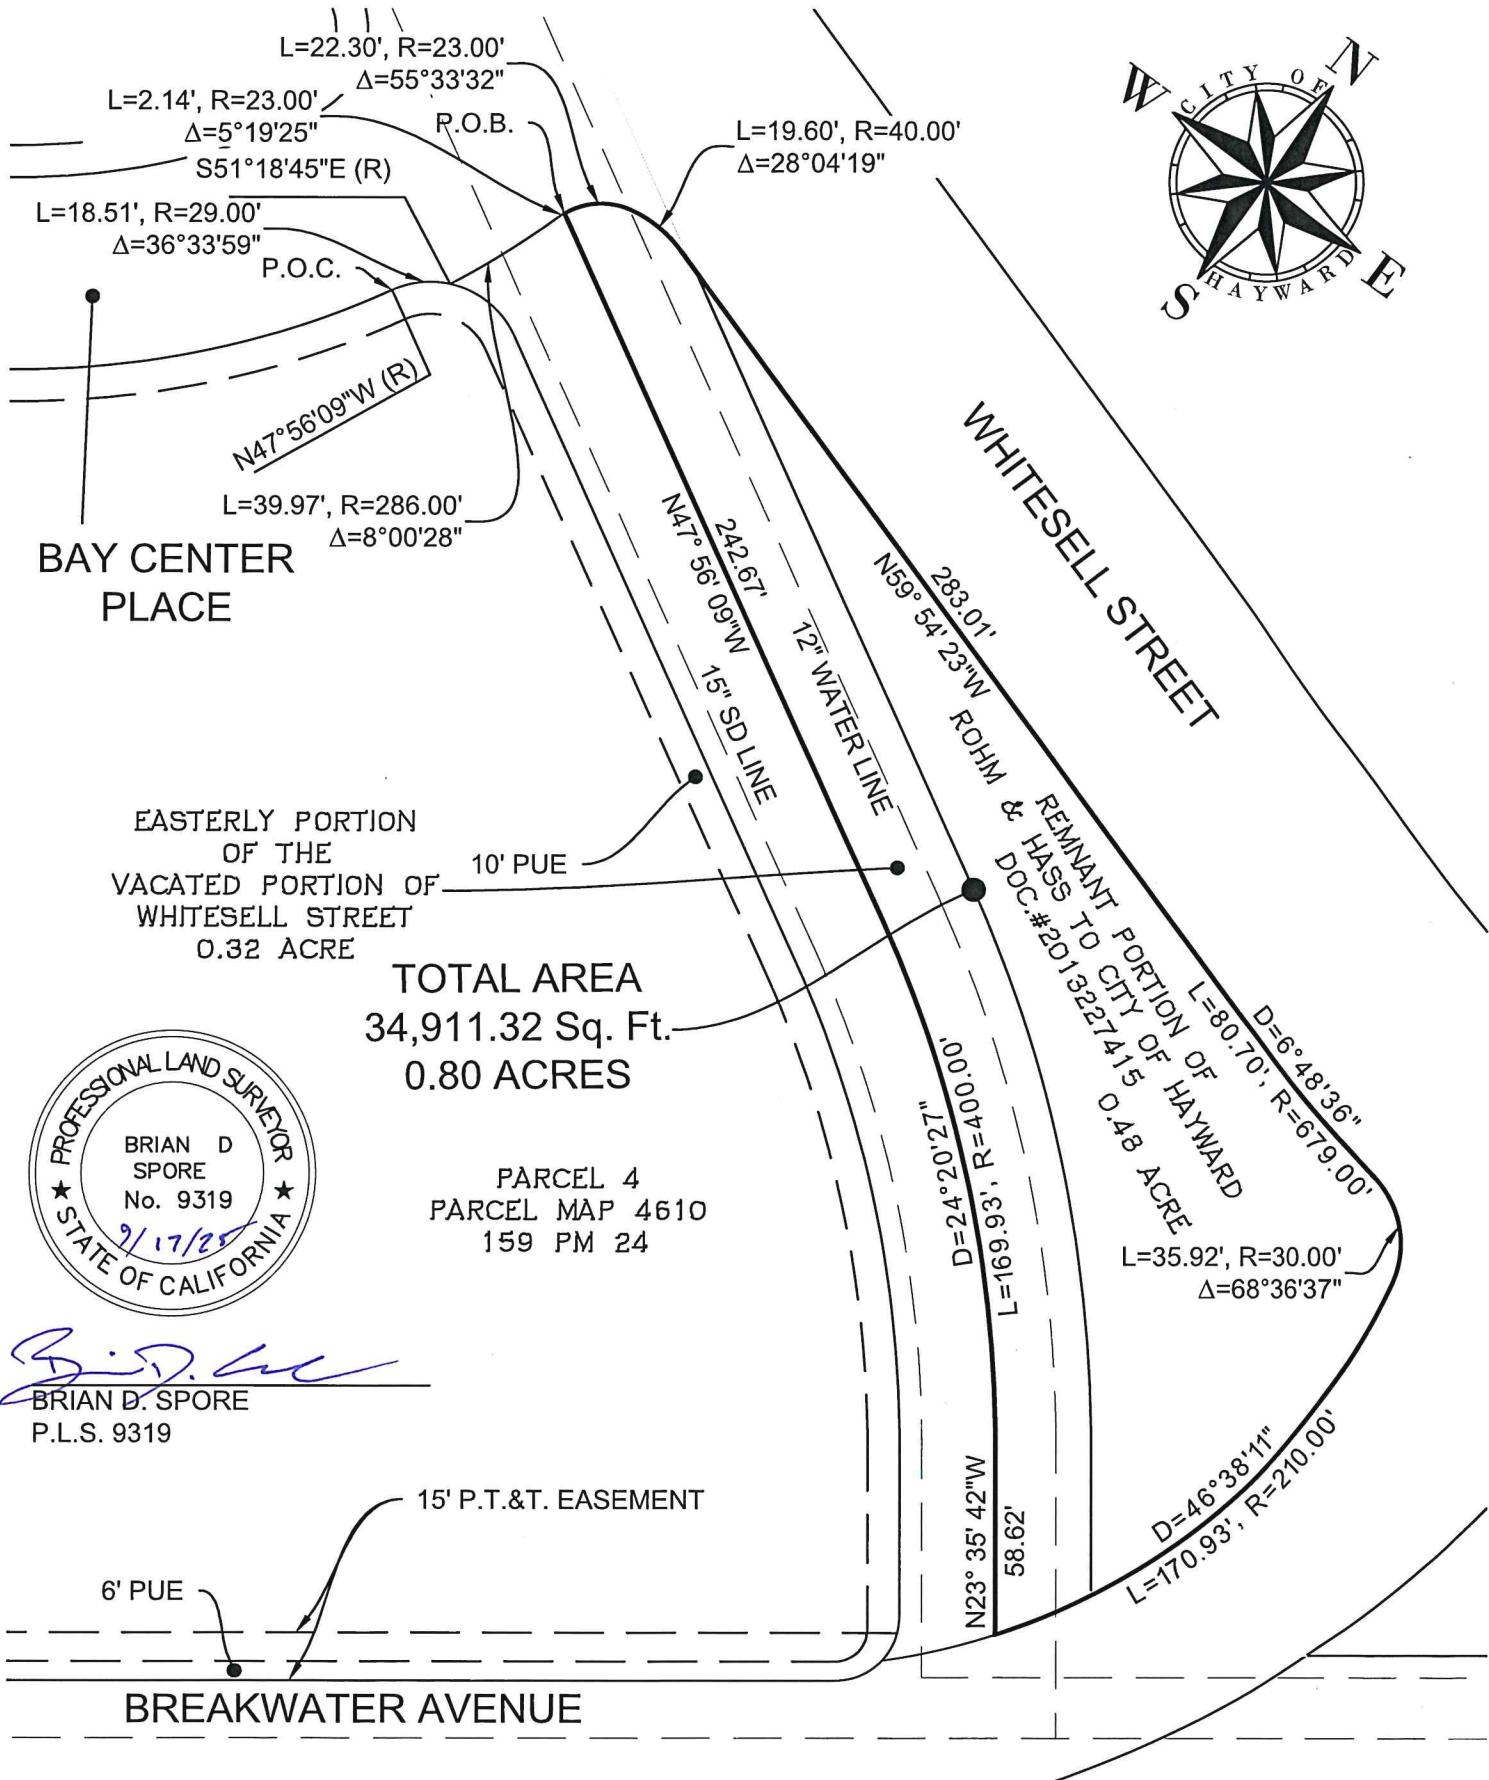 L=22.30', R=23.00'
Δ=55°33'32"
L=2.14', R=23.00'
Δ=5°19'25"
P.O.B.
S51°18'45"E (R)
L=19.60', R=40.00'
Δ=28°04'19"
L=18.51', R=29.00'
Δ=36°33'59"
P.O.C.
N47°56'09"W (R)
L=39.97', R=286.00'
Δ=8°00'28"
W
N
S
E
CITY OF
HAYWARD
BAY CENTER
PLACE
WHITESELL STREET
242.67'
N47° 56' 09"W
283.01'
N59° 54' 23"W
15" SD LINE
12" WATER LINE
REMNANT PORTION OF
ROHM & HASS TO CITY OF HAYWARD
DOC.#2013227415 0.48 ACRE
EASTERLY PORTION
OF THE
VACATED PORTION OF
WHITESELL STREET
0.32 ACRE
10' PUE
TOTAL AREA
34,911.32 Sq. Ft.
0.80 ACRES
D=6°48'36"
L=80.70', R=679.00'
D=24°20'27"
L=169.93', R=400.00'
PROFESSIONAL LAND SURVEYOR
BRIAN D
SPORE
No. 9319
9/17/25
STATE OF CALIFORNIA
PARCEL 4
PARCEL MAP 4610
159 PM 24
L=35.92', R=30.00'
Δ=68°36'37"
BRIAN D. SPORE
P.L.S. 9319
15' P.T.&T. EASEMENT
N23° 35' 42"W
58.62'
D=46°38'11"
L=170.93', R=210.00'
6' PUE
BREAKWATER AVENUE